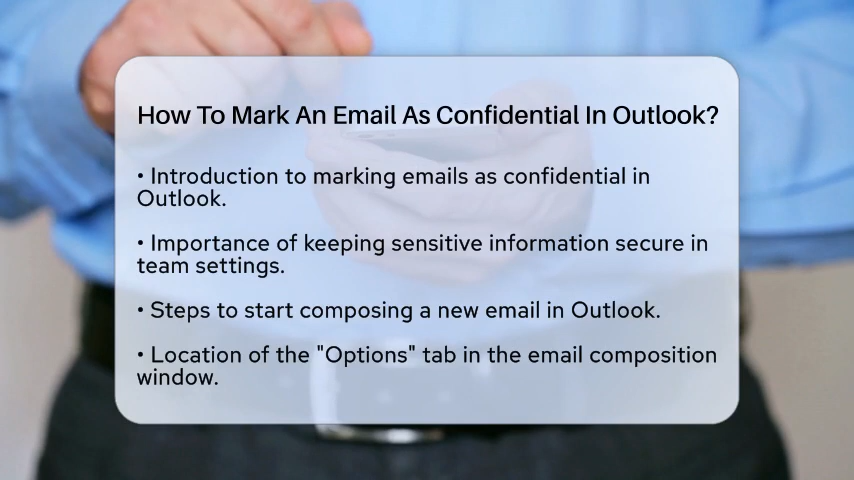 How To Mark An Email As Confidential In Outlook?
• Introduction to marking emails as confidential in
Outlook.
• Importance of keeping sensitive information secure in
team settings.
• Steps to start composing a new email in Outlook.
• Location of the "Options" tab in the email composition
window.